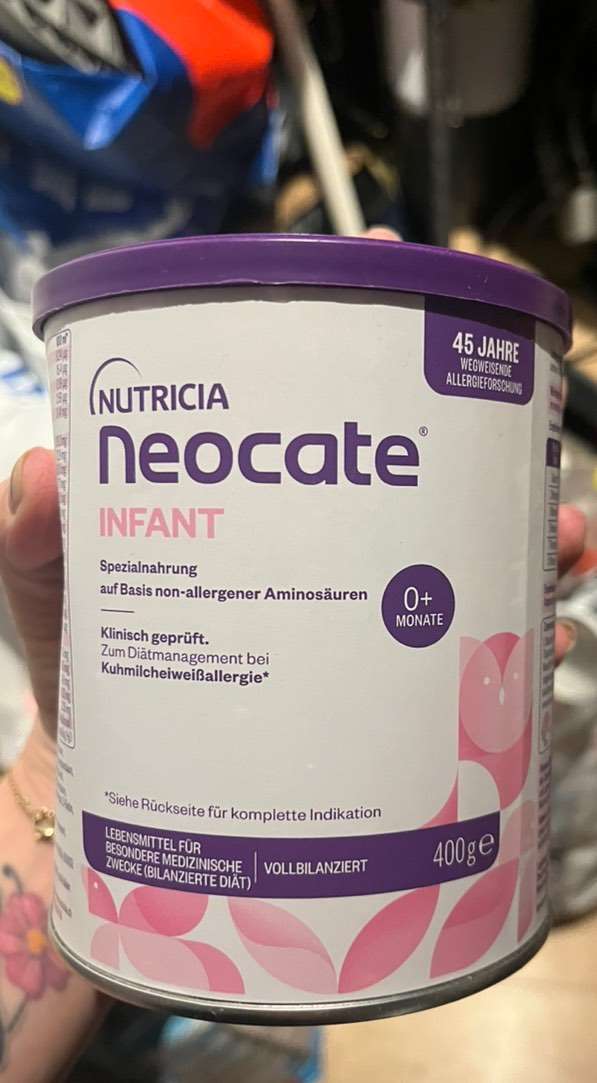 45 JAHRE
WEGWEISENDE
ALLERGIEFORSCHUNG
NUTRICIA
neocate®
INFANT
Spezialnahrung
auf Basis non-allergener Aminosäuren
0+
MONATE
Klinisch geprüft.
Zum Diätmanagement bei
Kuhmilcheiweißallergie*
*Siehe Rückseite für komplette Indikation
LEBENSMITTEL FÜR
BESONDERE MEDIZINISCHE
ZWECKE (BILANZIERTE DIÄT)
VOLLBILANZIERT
400g e